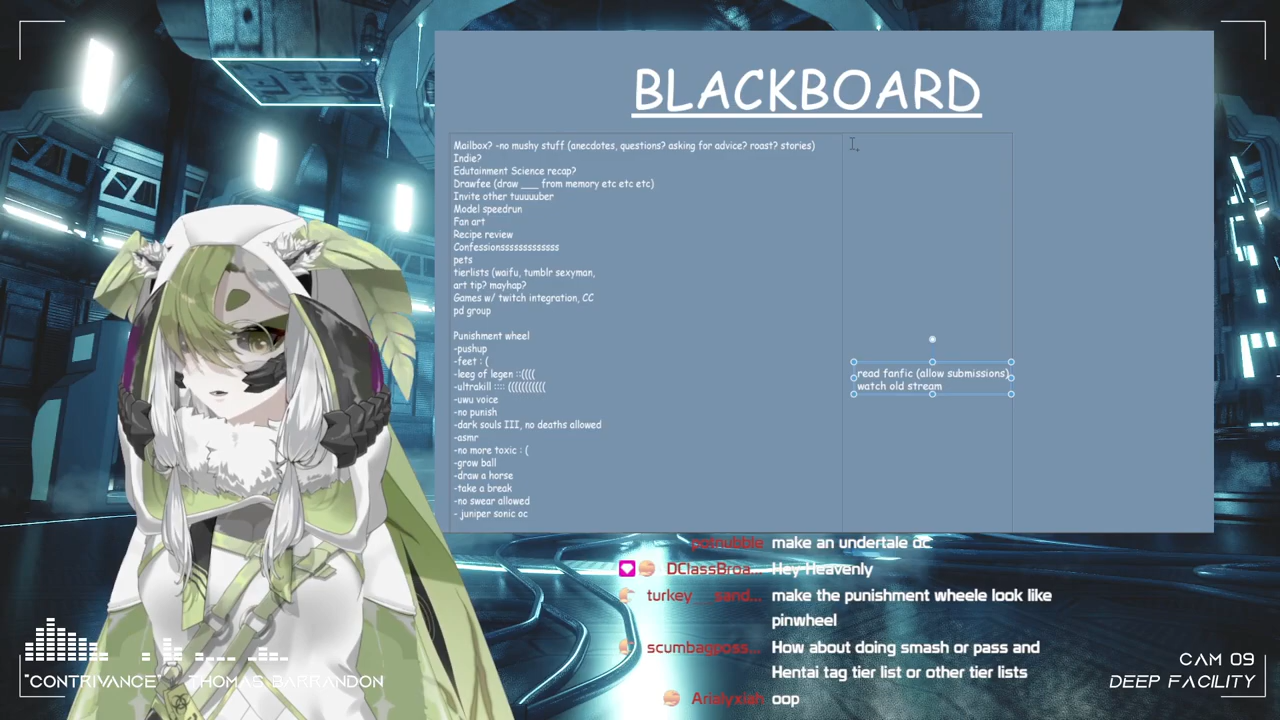 BLACKBOARD
Mailbox? -no mushy stuff (anecdotes, questions? asking for advice? roast? stories)
Indie?
Edutainment Science recap?
Drawfee (draw ___ from memory etc etc etc)
Invite other tuuuuuber
Model speedrun
Fan art
Recipe review
Confessionsssssssssssss
pets
tierlists (waifu, tumblr sexyman,
art tip? mayhap?
Games w/ twitch integration, CC
pd group
Punishment wheel
-pushup
-feet : (
-leeg of legen ::((((
-ultrakill :::: (((((((((((
-uwu voice
-no punish
-dark souls III, no deaths allowed
-asmr
-no more toxic : (
-grow ball
-draw a horse
-take a break
-no swear allowed
- juniper sonic oc
read fanfic (allow submissions)
watch old stream
make an undertale oc
DClassBroa... Hey Heavenly
turkey sand... make the punishment wheele look like
pinwheel
scumbagposs... How about doing smash or pass and
Hentai tag tier list or other tier lists
Arialyxiah oop
"CONTRIVANCE" - THOMAS BARRANDON
CAM 09
DEEP FACILITY